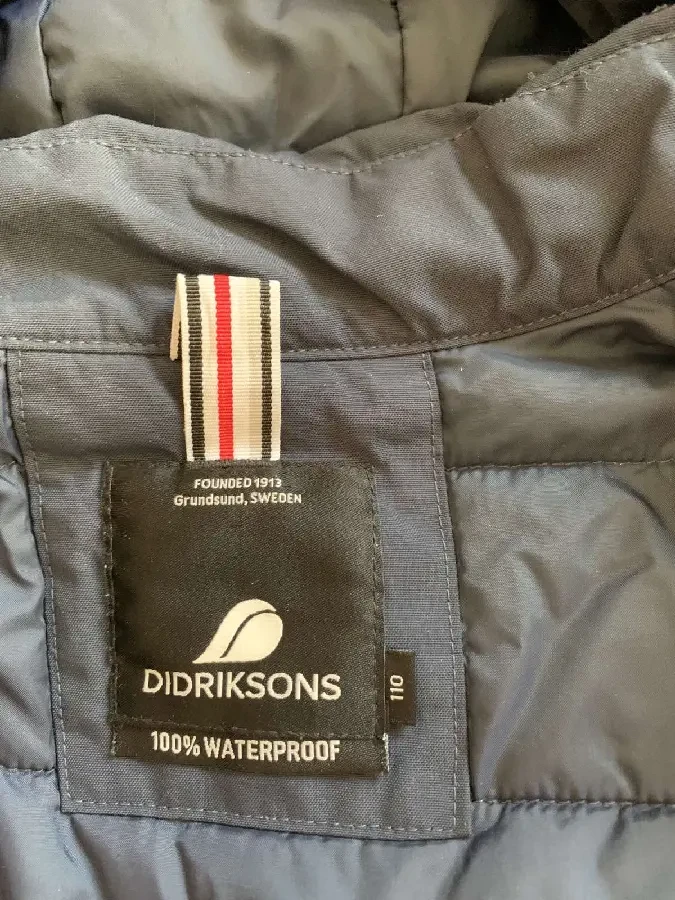 FOUNDED 1913
Grundsund, SWEDEN
DIDRIKSONS
110
100% WATERPROOF